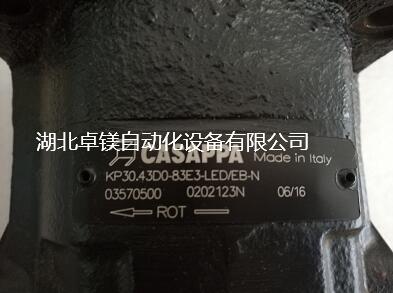 湖北卓镁自动化设备有限公司
CASAPPA Made in Italy
KP30.43D0-83E3-LED/EB-N
03570500 0202123N 06/16
ROT